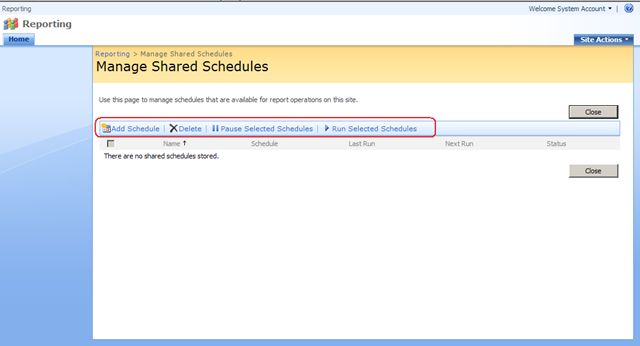 Reporting
Welcome System Account
Reporting
Home
Site Actions
Reporting > Manage Shared Schedules
Manage Shared Schedules
Use this page to manage schedules that are available for report operations on this site.
Close
Add Schedule | Delete | Pause Selected Schedules | Run Selected Schedules
Name Schedule Last Run Next Run Status
There are no shared schedules stored.
Close